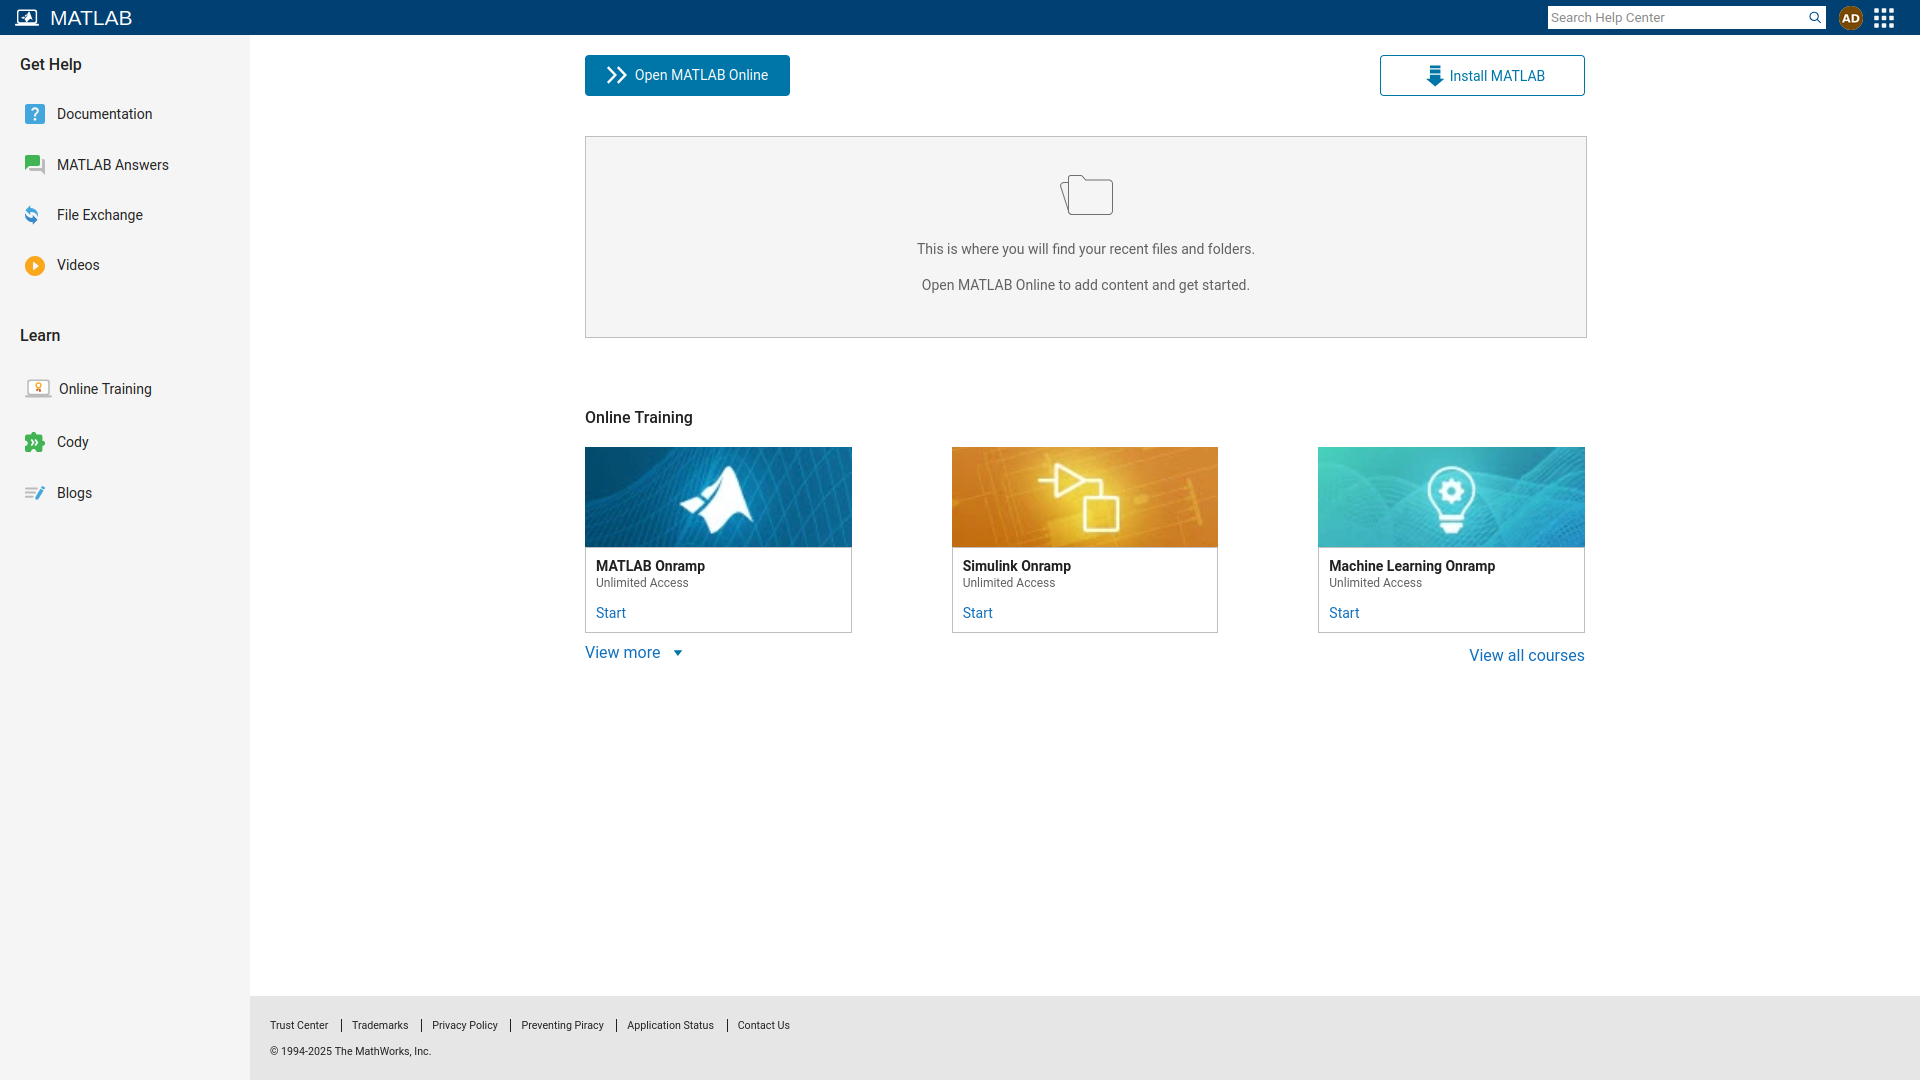 MATLAB
Search Help Center
AD
Get Help
Documentation
MATLAB Answers
File Exchange
Videos
Learn
Online Training
Cody
Blogs
Open MATLAB Online
Install MATLAB
This is where you will find your recent files and folders.
Open MATLAB Online to add content and get started.
Online Training
MATLAB Onramp
Unlimited Access
Start
Simulink Onramp
Unlimited Access
Start
Machine Learning Onramp
Unlimited Access
Start
View more
View all courses
Trust Center | Trademarks | Privacy Policy | Preventing Piracy | Application Status | Contact Us
© 1994-2025 The MathWorks, Inc.